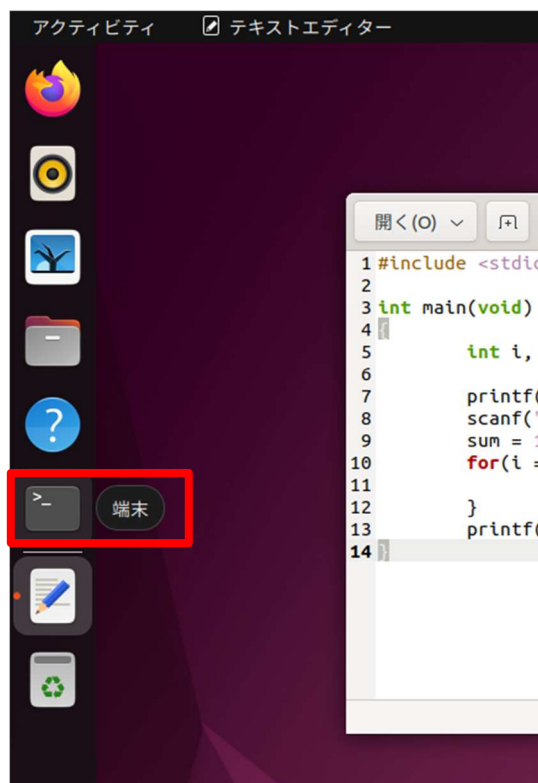 アクティビティ テキストエディター
開く(O)
1 #include <stdio
2
3 int main(void)
4 {
5 int i,
6
7 printf(
8 scanf("
9 sum = 1
10 for(i =
11
12 }
13 printf(
14 }
>_ 端末